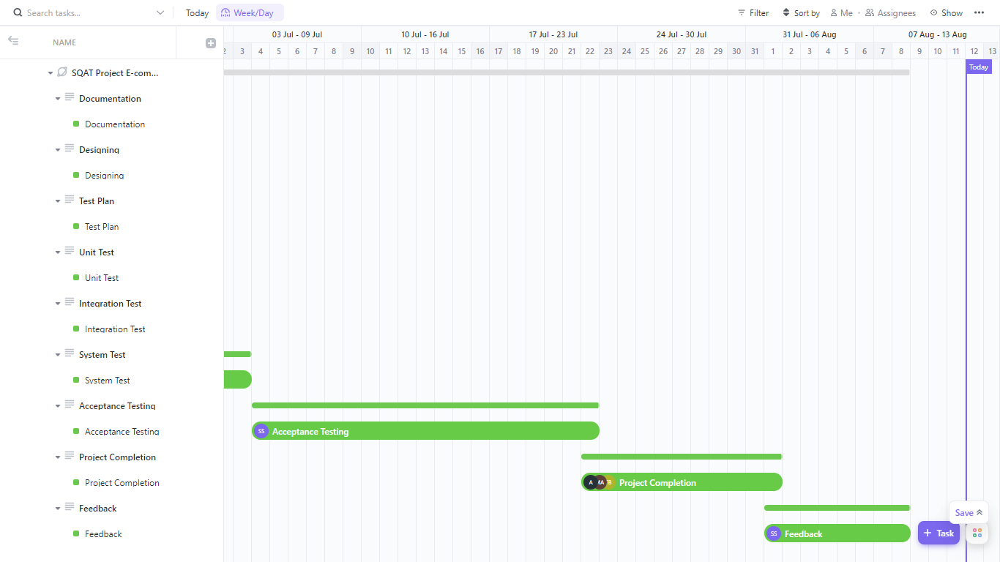 Search tasks...
Today
Week/Day
Filter
Sort by
Me
Assignees
Show
NAME
03 Jul - 09 Jul
10 Jul - 16 Jul
17 Jul - 23 Jul
24 Jul - 30 Jul
31 Jul - 06 Aug
07 Aug - 13 Aug
2 3 4 5 6 7 8 9 10 11 12 13 14 15 16 17 18 19 20 21 22 23 24 25 26 27 28 29 30 31 1 2 3 4 5 6 7 8 9 10 11 12 13
Today
SQAT Project E-com...
Documentation
Documentation
Designing
Designing
Test Plan
Test Plan
Unit Test
Unit Test
Integration Test
Integration Test
System Test
System Test
Acceptance Testing
Acceptance Testing
SS Acceptance Testing
Project Completion
Project Completion
A MA TB Project Completion
Feedback
Save
Feedback
SS Feedback
+ Task